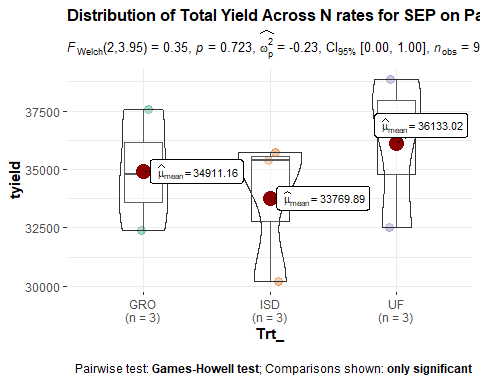 Distribution of Total Yield Across N rates for SEP on Pa
F Welch(2,3.95) = 0.35, p = 0.723, ω̂²p = -0.23, CI95% [0.00, 1.00], nobs = 9
tyield
37500
35000
32500
30000
μ̂mean = 34911.16
μ̂mean = 33769.89
μ̂mean = 36133.02
GRO ISD UF
(n = 3) (n = 3) (n = 3)
Trt_
Pairwise test: Games-Howell test; Comparisons shown: only significant